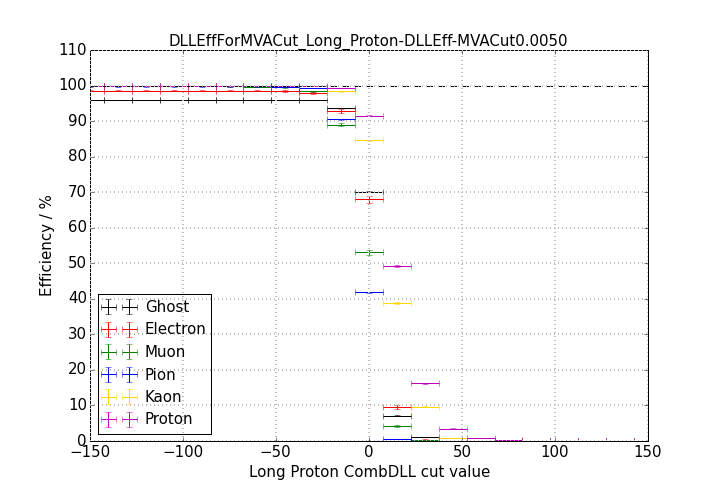 DLLEffForMVACut_Long_Proton-DLLEff-MVACut0.0050
110
100
90
80
70
60
50
40
30
20
10
0
Efficiency / %
Ghost
Electron
Muon
Pion
Kaon
Proton
−150 −100 −50 0 50 100 150
Long Proton CombDLL cut value